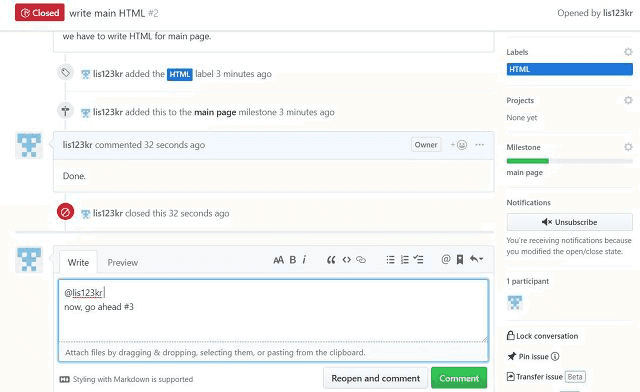 Closed write main HTML #2 Opened by lis123kr
we have to write HTML for main page.
lis123kr added the HTML label 3 minutes ago
lis123kr added this to the main page milestone 3 minutes ago
lis123kr commented 32 seconds ago Owner
Done.
lis123kr closed this 32 seconds ago
Write Preview AA B i
@lis123kr
now, go ahead #3
Attach files by dragging & dropping, selecting them, or pasting from the clipboard.
Styling with Markdown is supported Reopen and comment Comment
Labels
HTML
Projects
None yet
Milestone
main page
Notifications
Unsubscribe
You're receiving notifications because you
modified the open/close state.
1 participant
Lock conversation
Pin issue
Transfer issue Beta